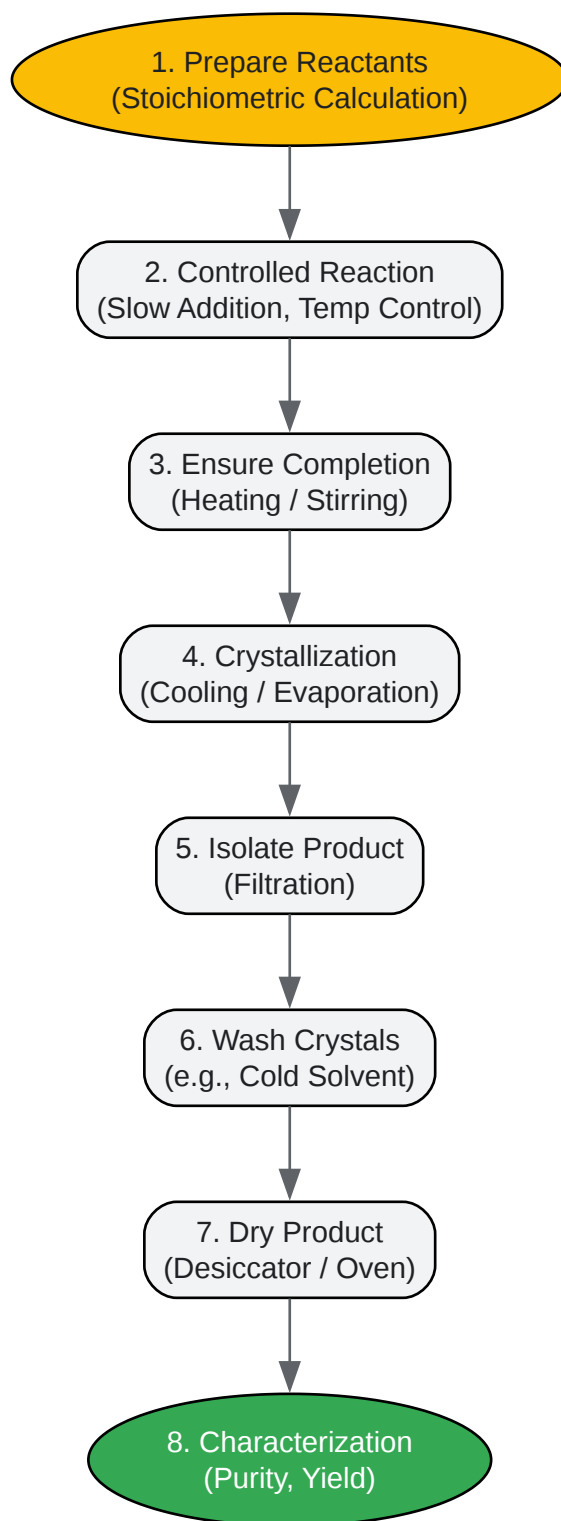 1. Prepare Reactants
(Stoichiometric Calculation)
2. Controlled Reaction
(Slow Addition, Temp Control)
3. Ensure Completion
(Heating / Stirring)
4. Crystallization
(Cooling / Evaporation)
5. Isolate Product
(Filtration)
6. Wash Crystals
(e.g., Cold Solvent)
7. Dry Product
(Desiccator / Oven)
8. Characterization
(Purity, Yield)